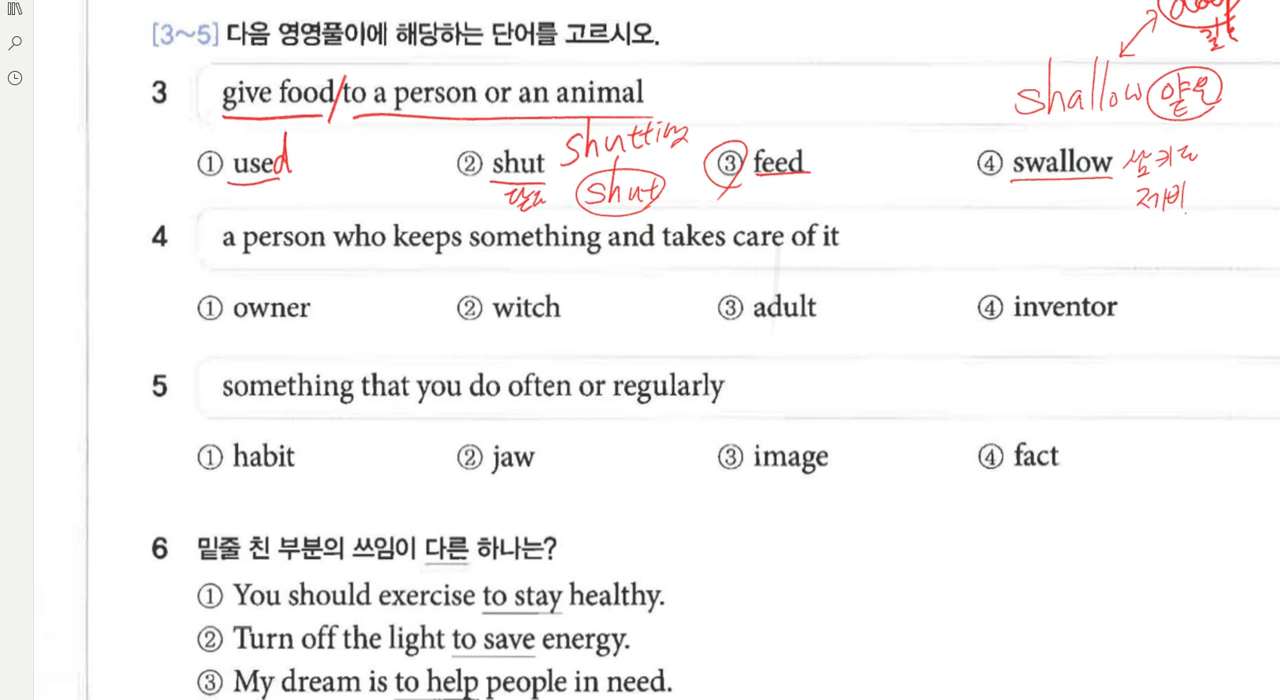 [3~5] 다음 영영풀이에 해당하는 단어를 고르시오.
shallow 얕은
3 give food/to a person or an animal
shutting
① used ② shut ③ feed ④ swallow 삼키다
shut 제비
4 a person who keeps something and takes care of it
① owner ② witch ③ adult ④ inventor
5 something that you do often or regularly
① habit ② jaw ③ image ④ fact
6 밑줄 친 부분의 쓰임이 다른 하나는?
① You should exercise to stay healthy.
② Turn off the light to save energy.
③ My dream is to help people in need.